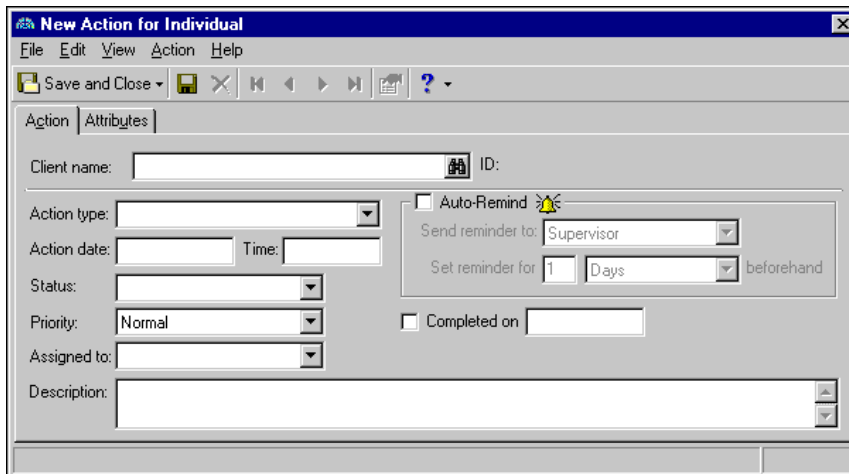 New Action for Individual
File Edit View Action Help
Save and Close ?
Action Attributes
Client name: ID:
Action type: Auto-Remind
Send reminder to: Supervisor
Action date: Time:
Set reminder for 1 Days beforehand
Status:
Priority: Normal Completed on
Assigned to:
Description: